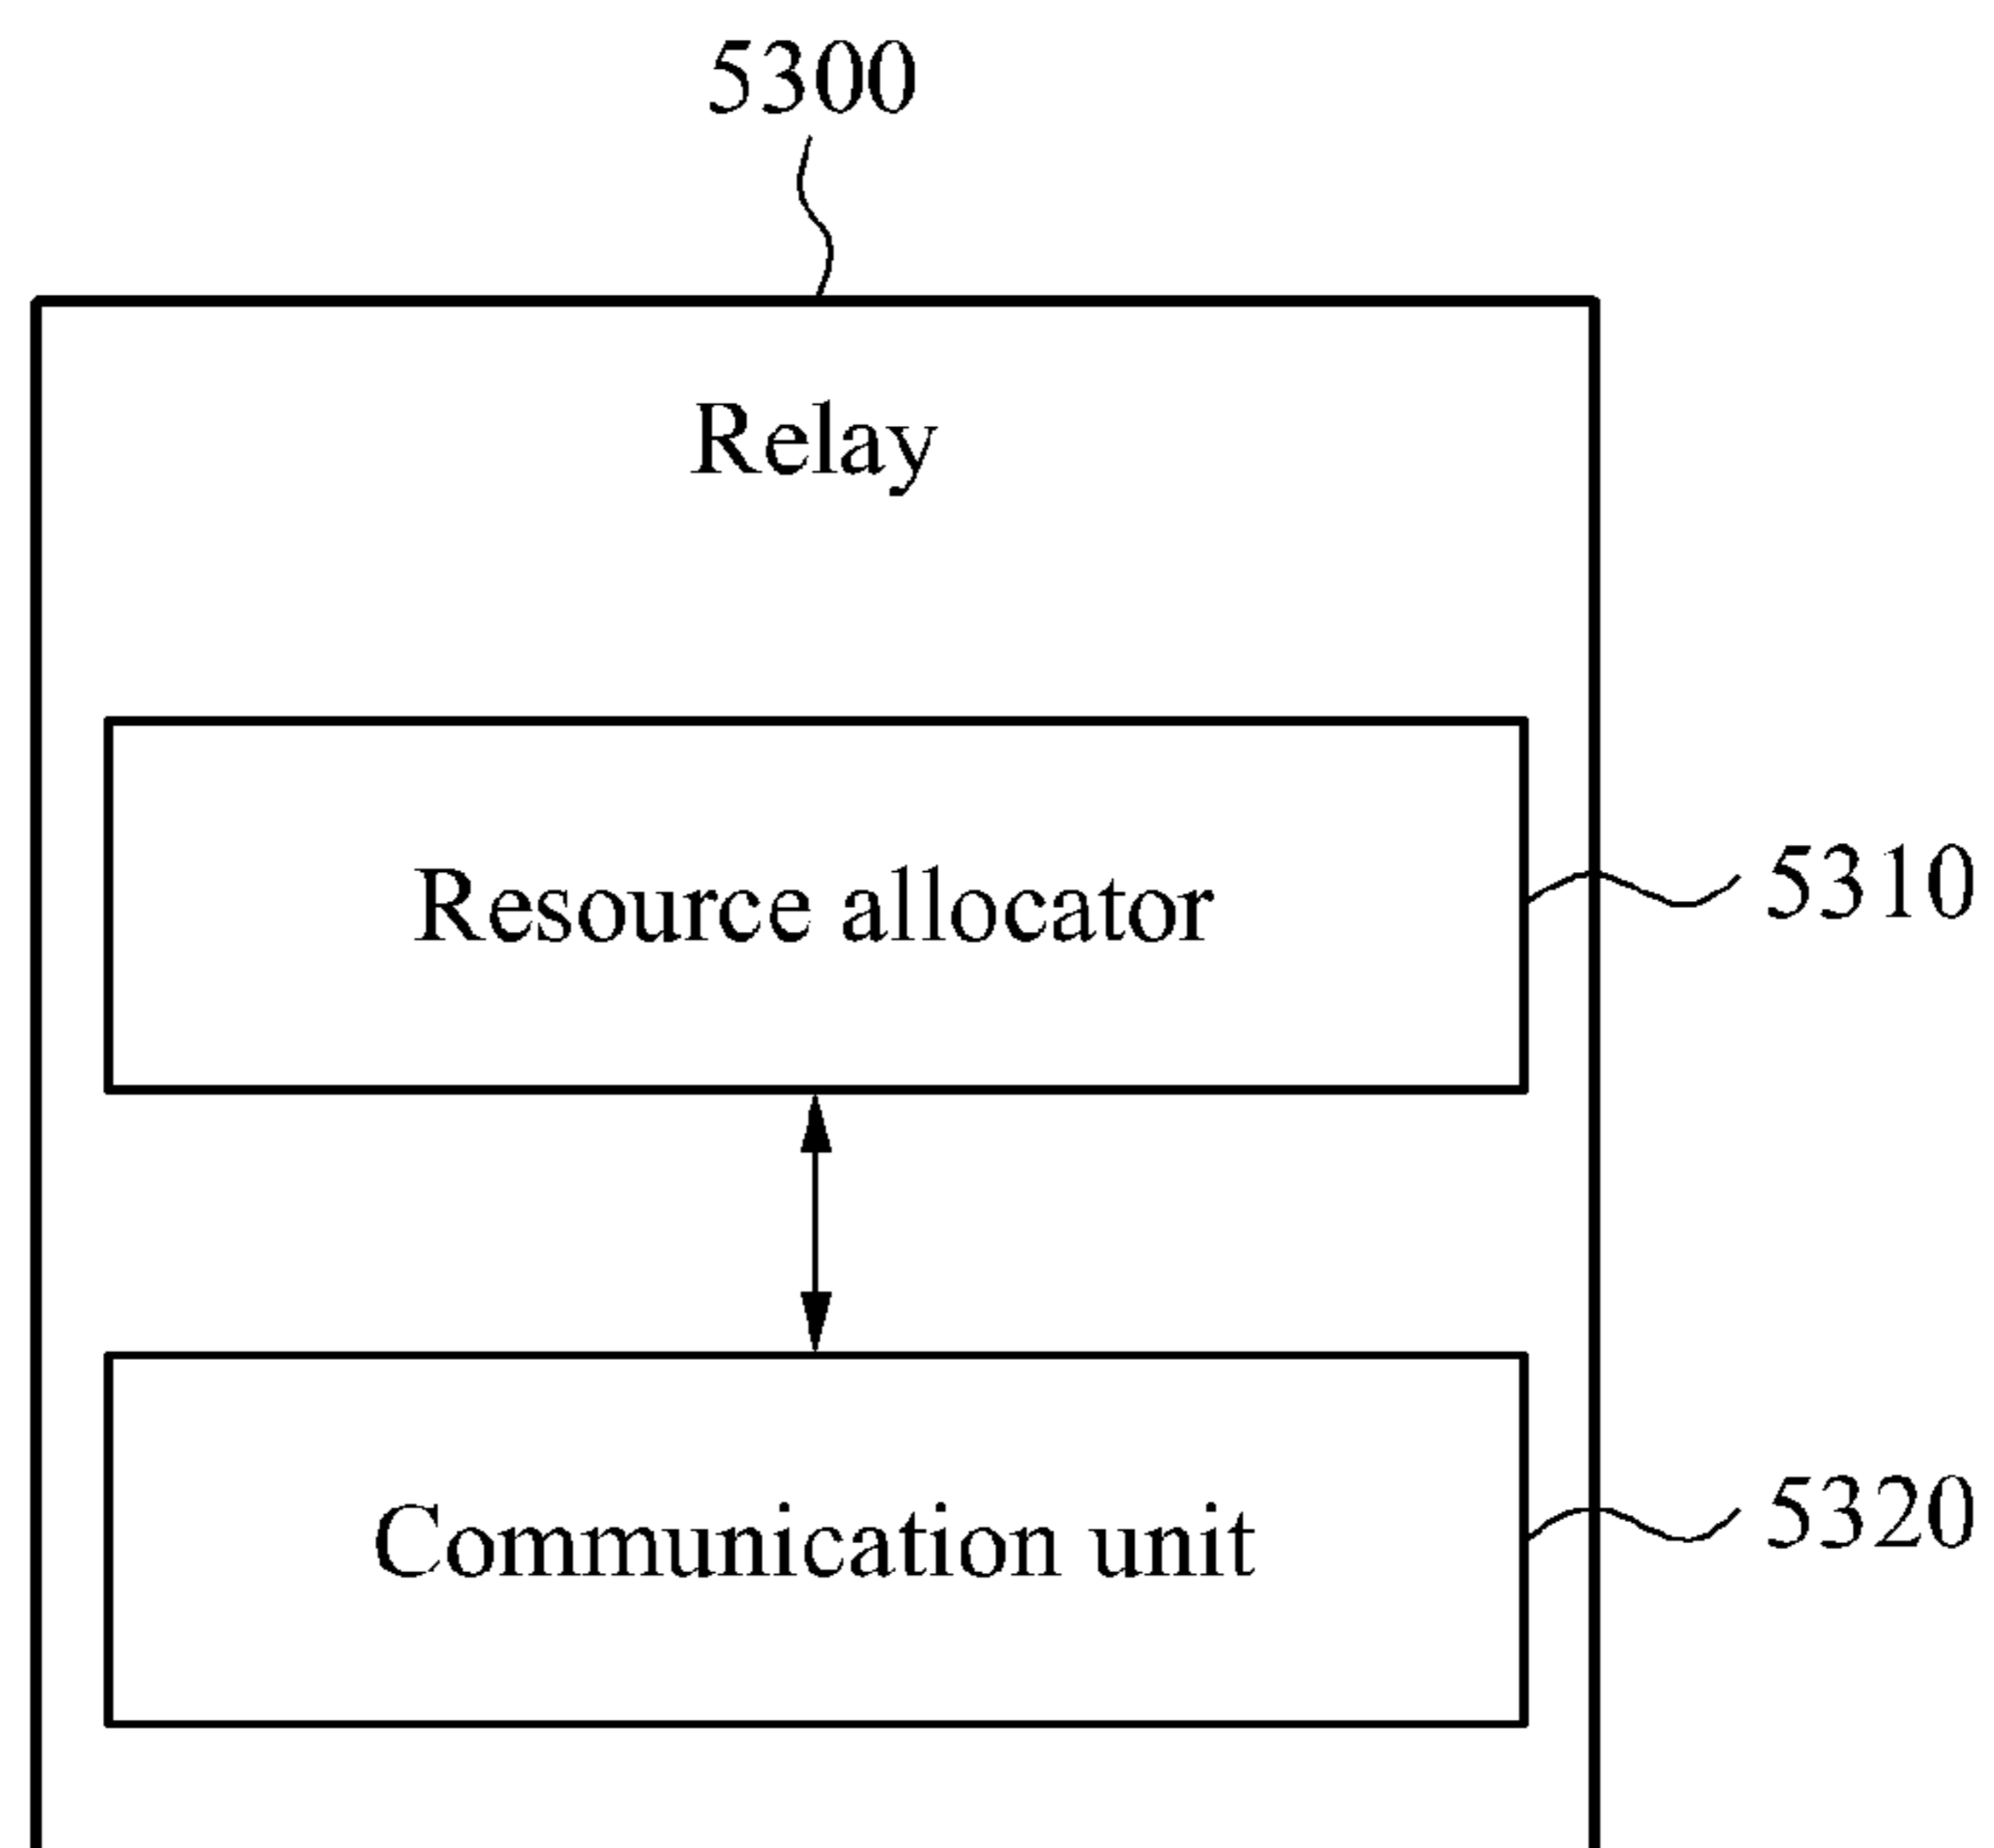 5300
Relay
Resource allocator
5310
Communication unit
5320